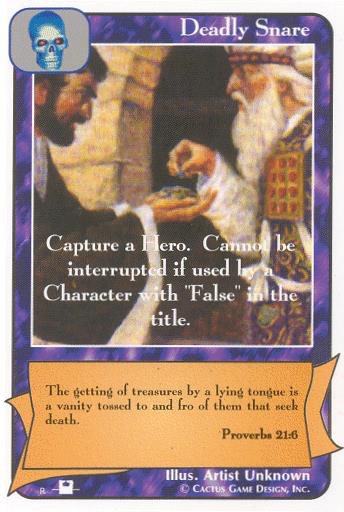 Deadly Snare
Capture a Hero. Cannot be
interrupted if used by a
Character with "False" in the
title.
The getting of treasures by a lying tongue is
a vanity tossed to and fro of them that seek
death.
Proverbs 21:6
Illus. Artist Unknown
R
© Cactus Game Design, Inc.